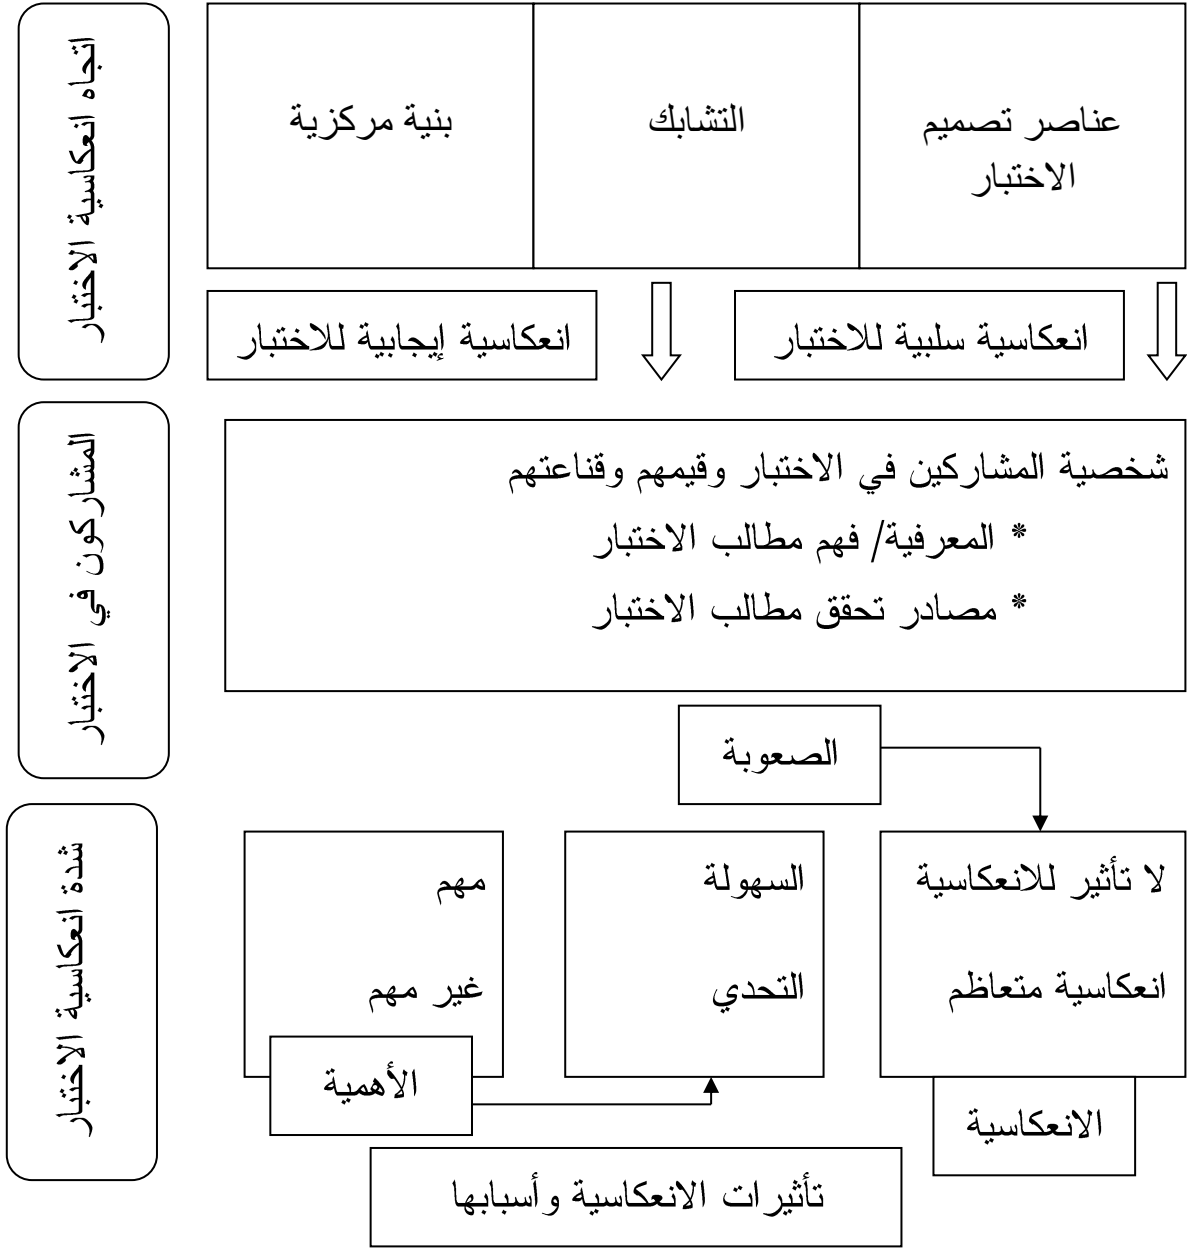 اتجاه انعكاسية الاختبار
عناصر تصميم
الاختبار
التشابك
بنية مركزية
انعكاسية سلبية للاختبار
انعكاسية إيجابية للاختبار
المشاركون في الاختبار
شخصية المشاركين في الاختبار وقيمهم وقناعتهم
* المعرفية/ فهم مطالب الاختبار
* مصادر تحقق مطالب الاختبار
الصعوبة
شدة انعكاسية الاختبار
لا تأثير للانعكاسية
انعكاسية متعاظم
السهولة
التحدي
مهم
غير مهم
الأهمية
الانعكاسية
تأثيرات الانعكاسية وأسبابها